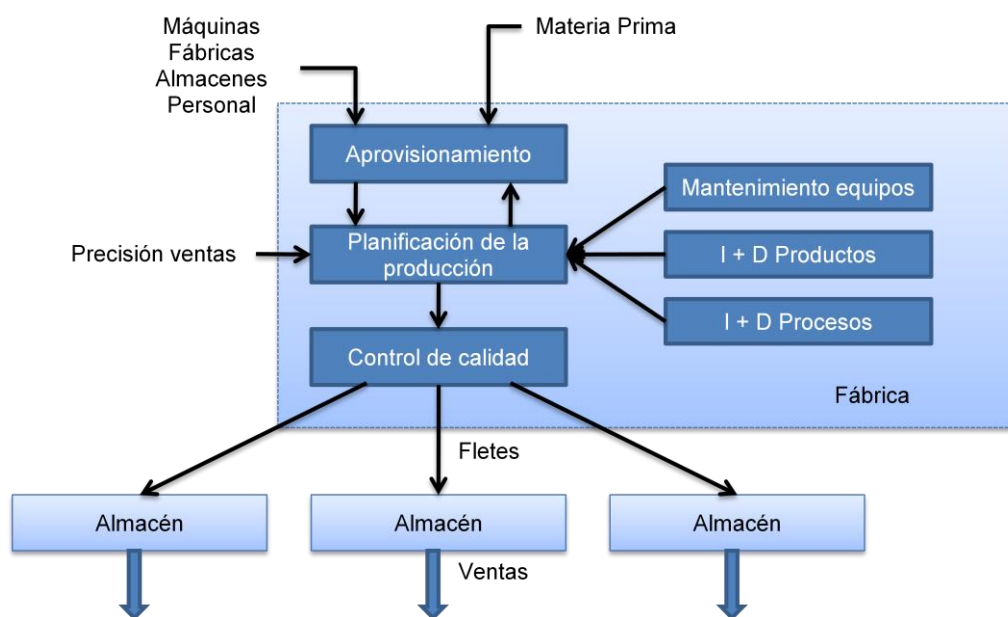 Máquinas
Fábricas
Almacenes
Personal
Materia Prima
Aprovisionamiento
Mantenimiento equipos
Precisión ventas
Planificación de la
producción
I + D Productos
I + D Procesos
Control de calidad
Fábrica
Fletes
Almacén
Almacén
Almacén
Ventas